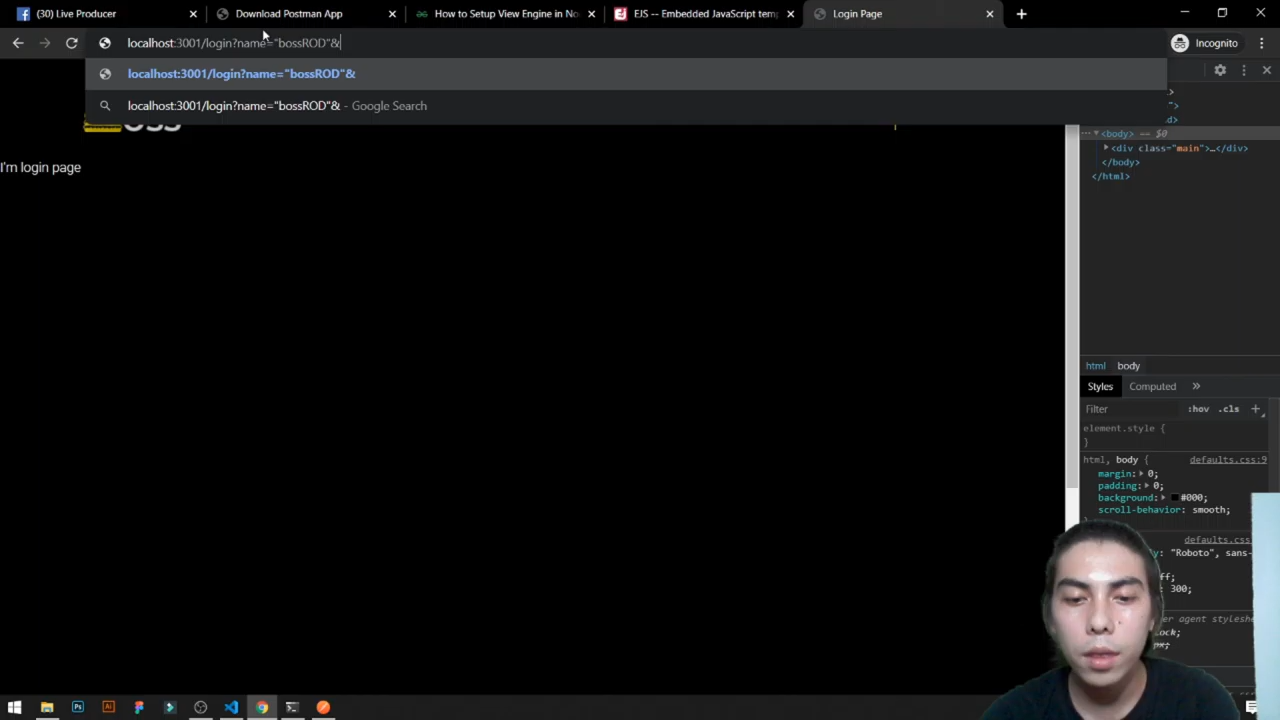 (30) Live Producer
Download Postman App
How to Setup View Engine in No
EJS -- Embedded JavaScript temp
Login Page
localhost:3001/login?name="bossROD"&
Incognito
localhost:3001/login?name="bossROD"&
localhost:3001/login?name="bossROD"& - Google Search
I'm login page
<body> == $0
<div class="main">…</div>
</body>
</html>
html
body
Styles
Computed
Filter
:hov
.cls
element.style {
}
html, body {
defaults.css:9
margin: 0;
padding: 0;
background: #000;
scroll-behavior: smooth;
defaults.css
"Roboto", sans-
ff;
300;
er agent styleshe